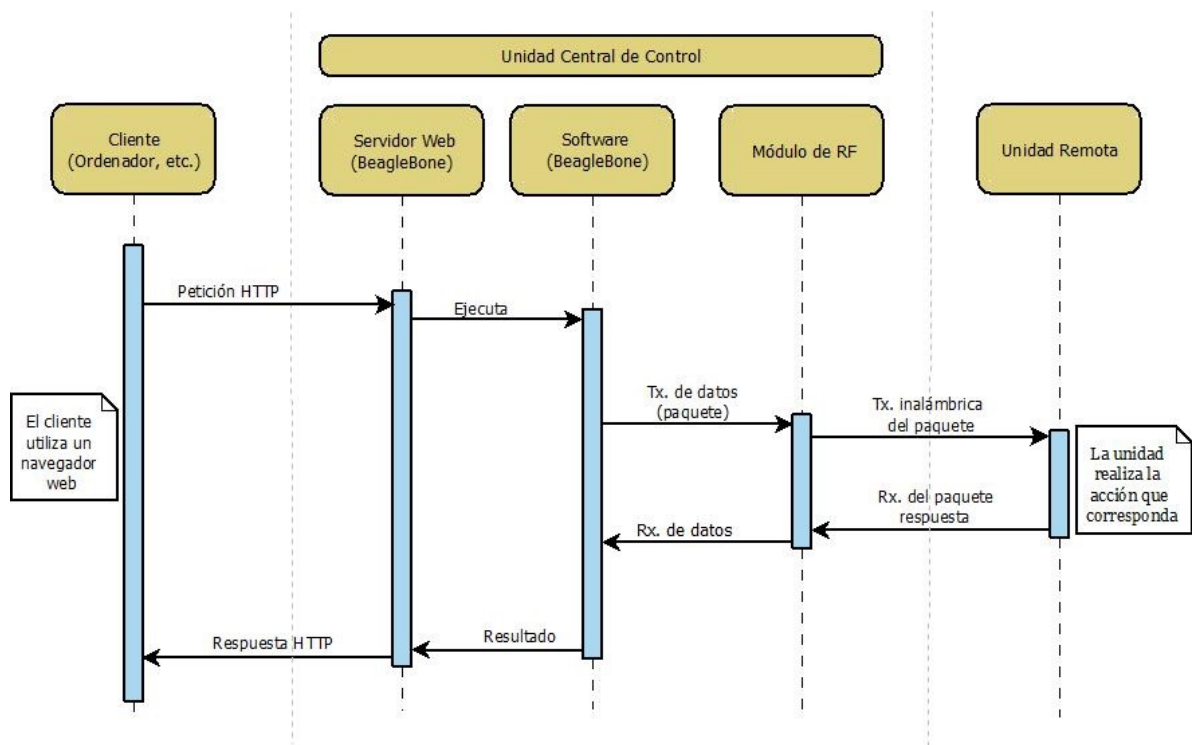 Unidad Central de Control
Cliente
(Ordenador, etc.)
Servidor Web
(BeagleBone)
Software
(BeagleBone)
Módulo de RF
Unidad Remota
Petición HTTP
Ejecuta
El cliente
utiliza un
navegador
web
Tx. de datos
(paquete)
Tx. inalámbrica
del paquete
La unidad
realiza la
acción que
corresponda
Rx. del paquete
respuesta
Rx. de datos
Resultado
Respuesta HTTP